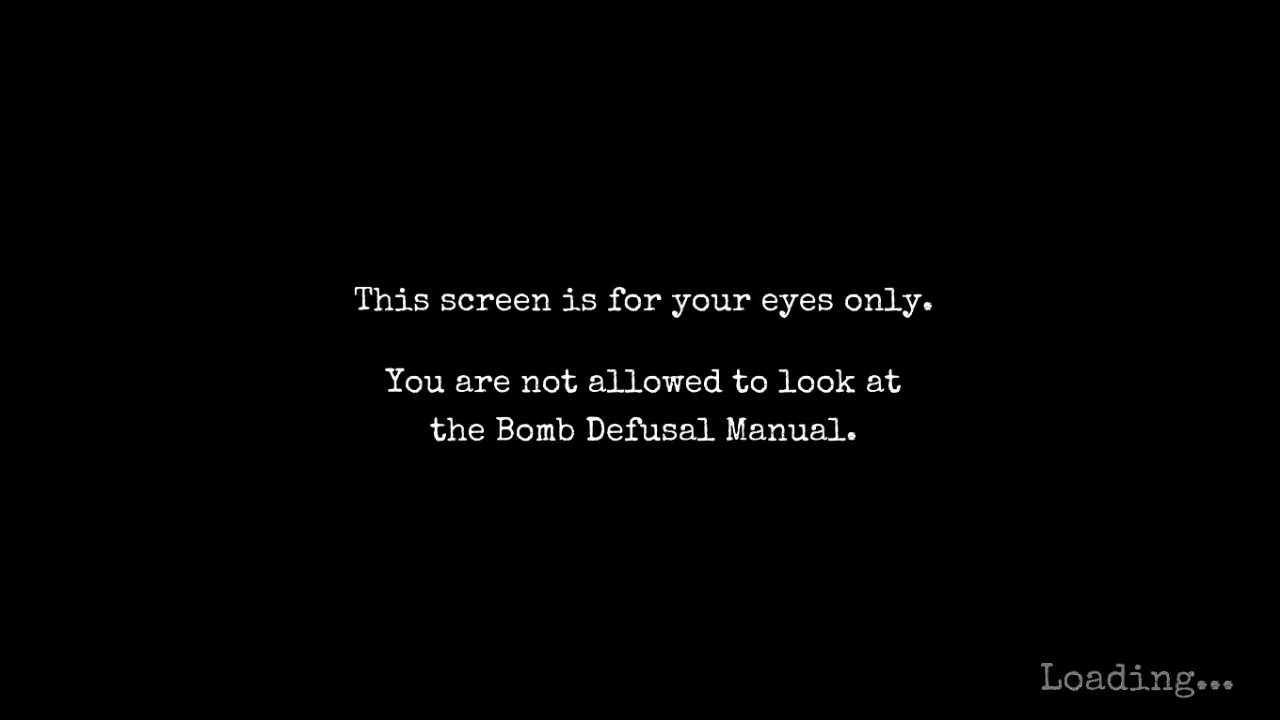 This screen is for your eyes only.
You are not allowed to look at
the Bomb Defusal Manual.
Loading...